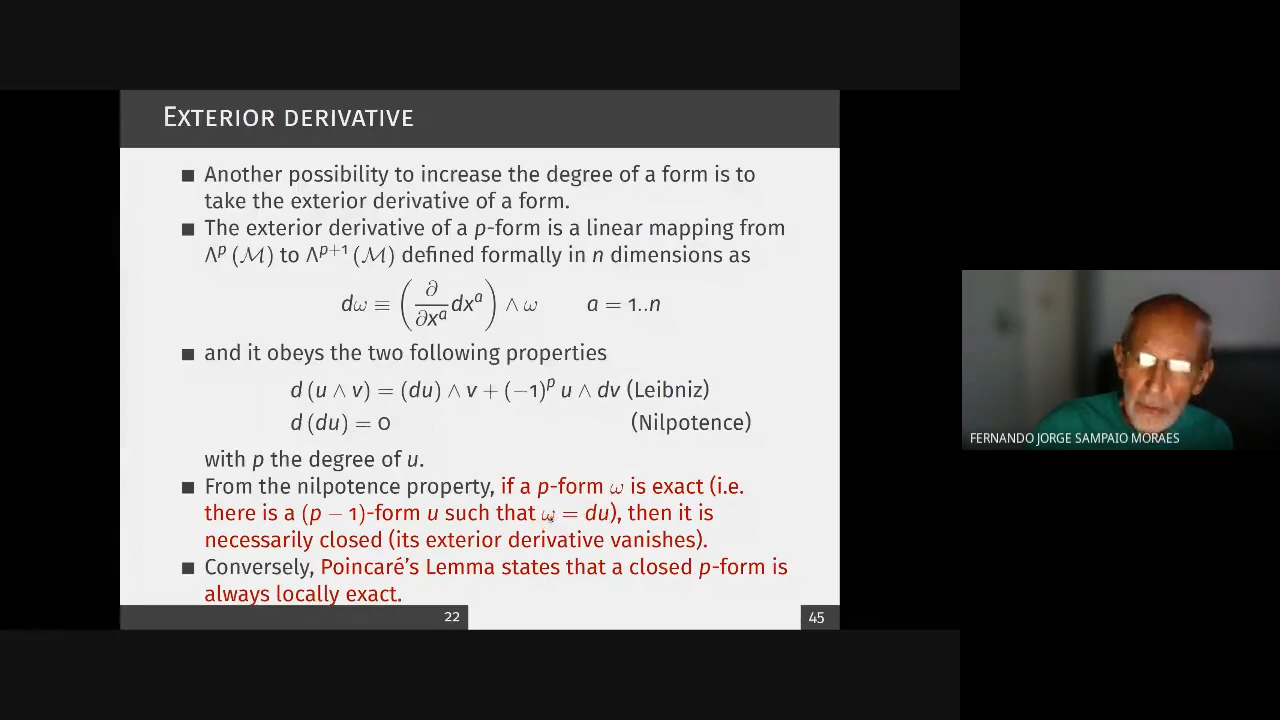 EXTERIOR DERIVATIVE
■ Another possibility to increase the degree of a form is to
take the exterior derivative of a form.
■ The exterior derivative of a p-form is a linear mapping from
Λᵖ (ℳ) to Λᵖ⁺¹ (ℳ) defined formally in n dimensions as
dω ≡ (∂/∂xᵃ dxᵃ) ∧ ω a = 1..n
■ and it obeys the two following properties
d (u ∧ v) = (du) ∧ v + (−1)ᵖ u ∧ dv (Leibniz)
d (du) = 0 (Nilpotence)
with p the degree of u.
■ From the nilpotence property, if a p-form ω is exact (i.e.
there is a (p − 1)-form u such that ω = du), then it is
necessarily closed (its exterior derivative vanishes).
■ Conversely, Poincaré's Lemma states that a closed p-form is
always locally exact.
22 45
FERNANDO JORGE SAMPAIO MORAES